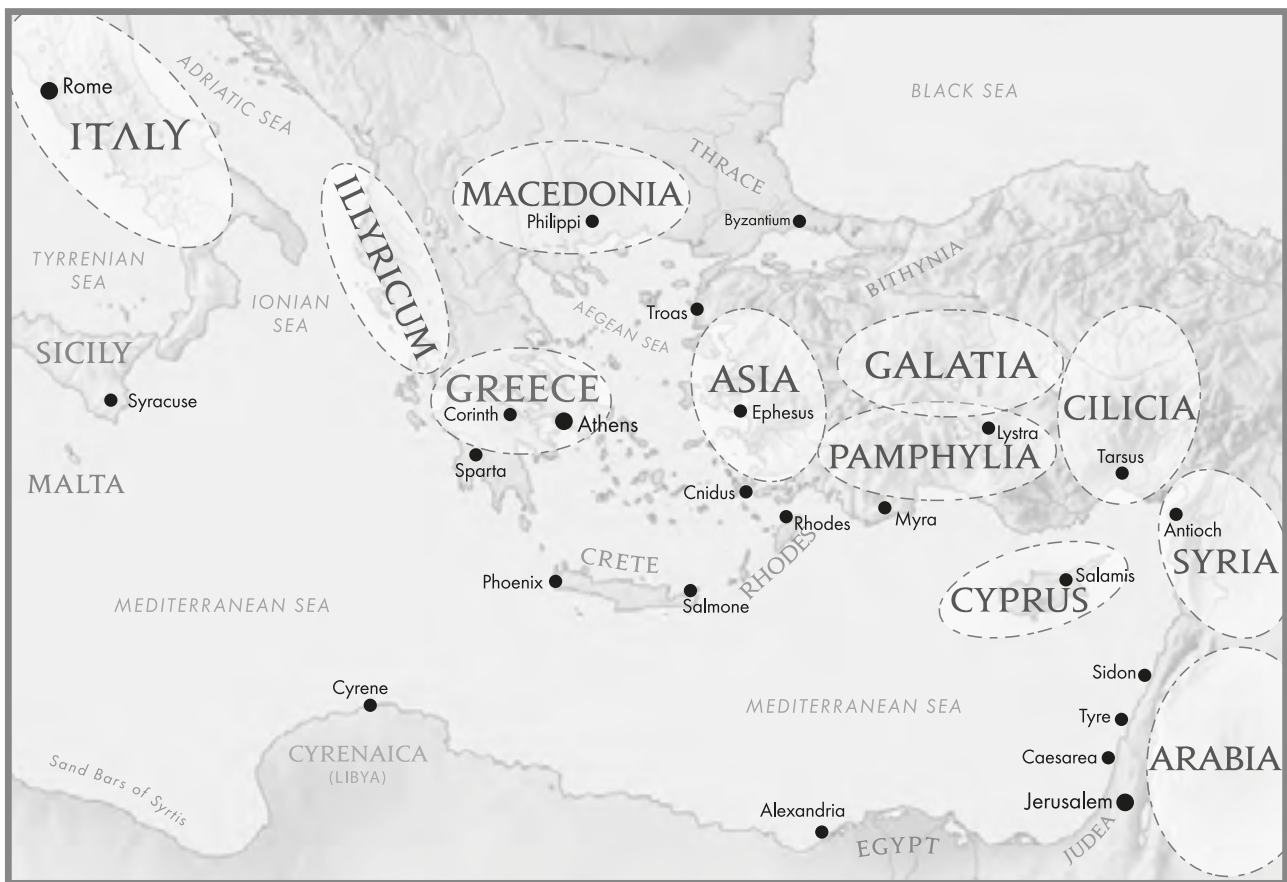 BLACK SEA
Rome
ADRIATIC SEA
ITALY
THRACE
MACEDONIA
Philippi
Byzantium
ILLYRICUM
TYRRENIAN
SEA
IONIAN
SEA
BITHYNIA
AEGEAN SEA
Troas
SICILY
Syracuse
GREECE
Corinth
Athens
Sparta
ASIA
Ephesus
GALATIA
CILICIA
Tarsus
Lystra
PAMPHYLIA
MALTA
Cnidus
Rhodes
RHODES
Myra
Antioch
SYRIA
CRETE
Phoenix
Salmone
Salamis
CYPRUS
MEDITERRANEAN SEA
Sidon
Cyrene
MEDITERRANEAN SEA
Tyre
CYRENAICA
(LIBYA)
Caesarea
ARABIA
Sand Bars of Syrtis
Jerusalem
Alexandria
EGYPT
JUDEA